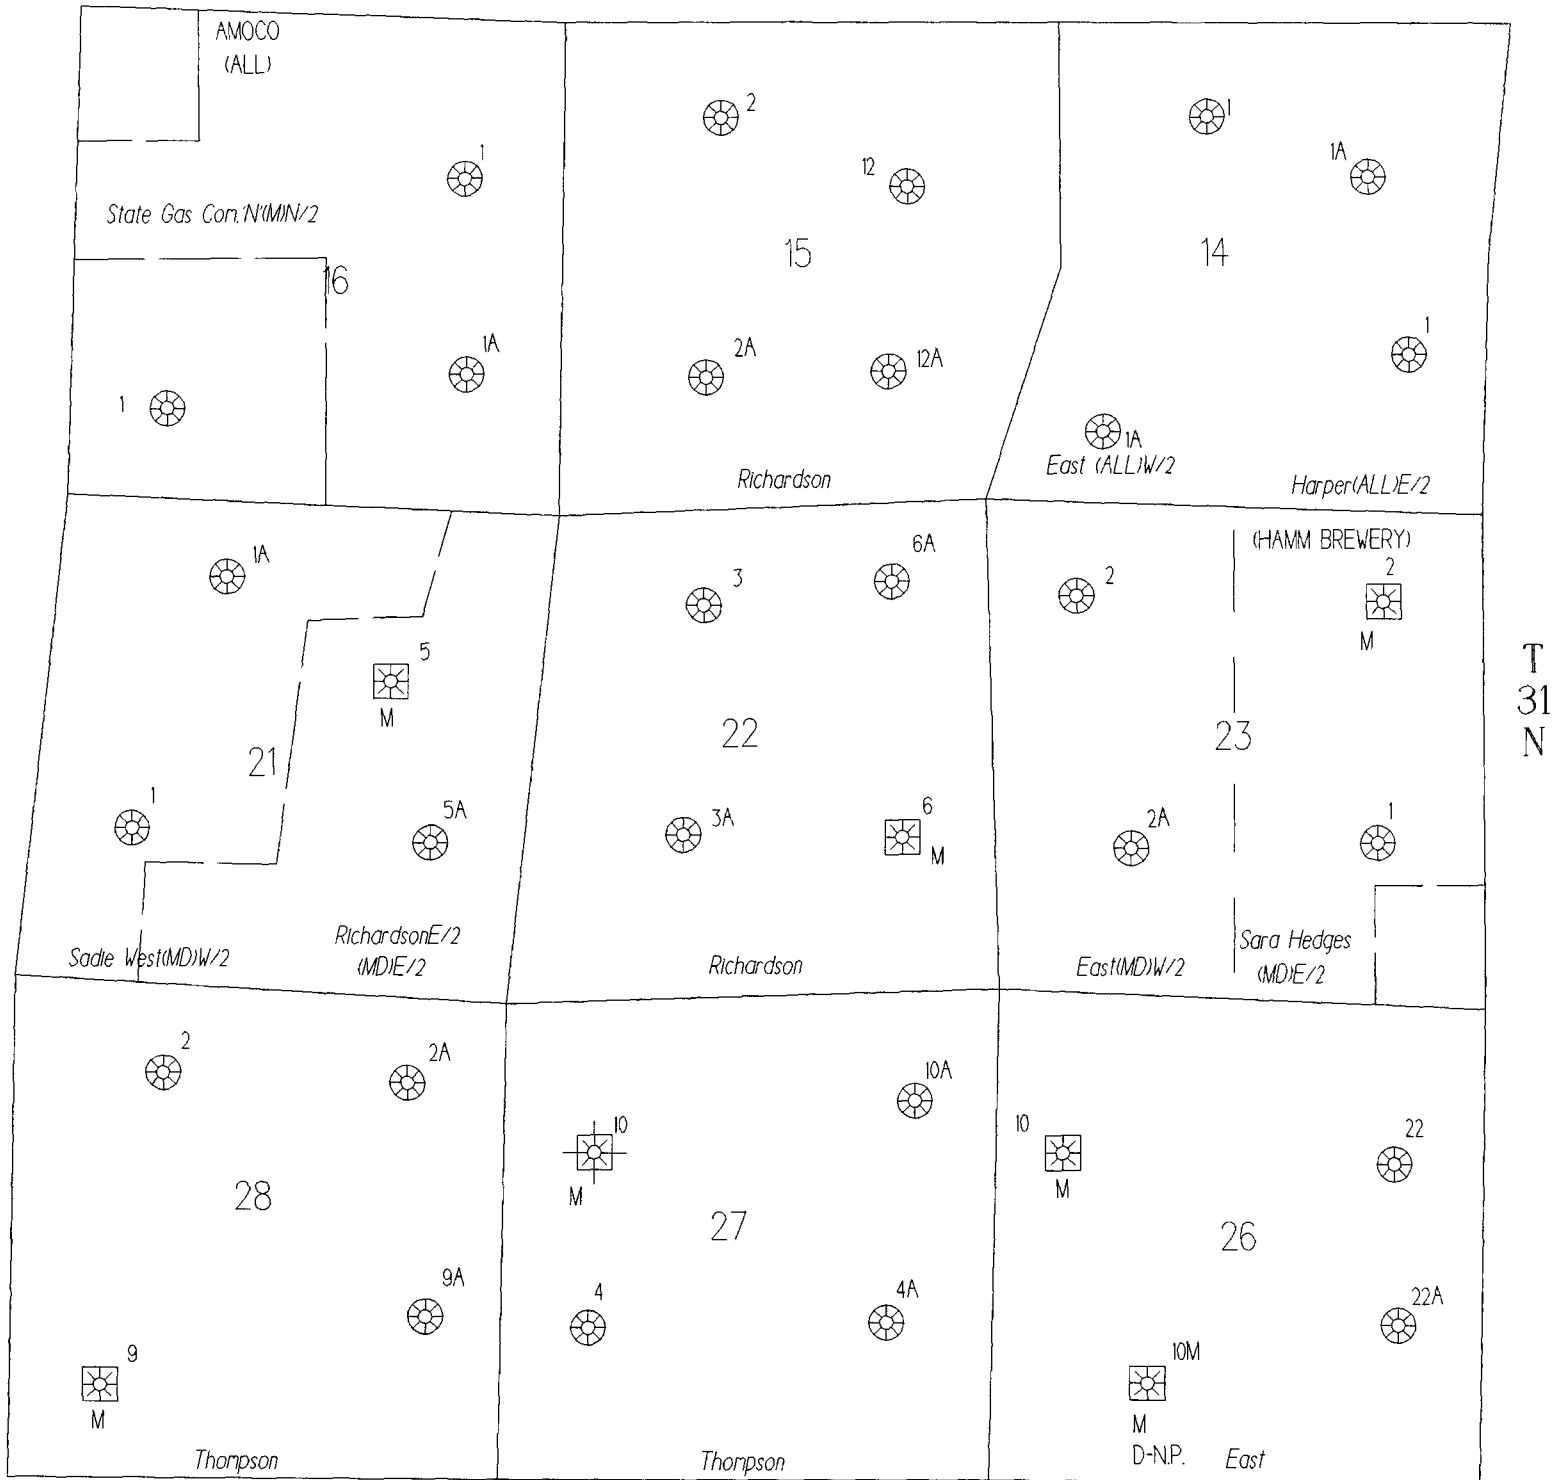 AMOCO
(ALL)
1
State Gas Com.'N'(M)N/2
16
1A
1
2
12
15
2A
12A
Richardson
1
1A
14
1
1A
East (ALL)W/2
Harper(ALL)E/2
1A
5
M
21
1
5A
Sadie West(MD)W/2
RichardsonE/2
(MD)E/2
6A
3
22
3A
6
M
Richardson
(HAMM BREWERY)
2
2
M
23
2A
1
East(MD)W/2
Sara Hedges
(MD)E/2
T
31
N
2
2A
28
9A
9
M
Thompson
10A
10
M
27
4
4A
Thompson
10
M
22
26
22A
10M
M
D-N.P.
East